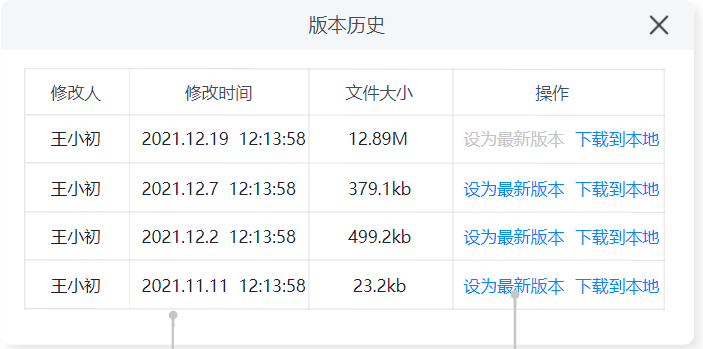 版本历史
修改人 修改时间 文件大小 操作
王小初 2021.12.19 12:13:58 12.89M 设为最新版本 下载到本地
王小初 2021.12.7 12:13:58 379.1kb 设为最新版本 下载到本地
王小初 2021.12.2 12:13:58 499.2kb 设为最新版本 下载到本地
王小初 2021.11.11 12:13:58 23.2kb 设为最新版本 下载到本地